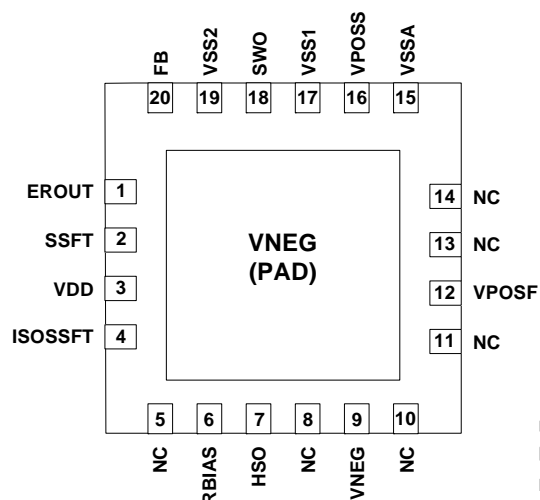 FB
VSS2
SWO
VSS1
VPOSS
VSSA
20
19
18
17
16
15
EROUT 1
SSFT 2
VDD 3
ISOSSFT 4
VNEG
(PAD)
14 NC
13 NC
12 VPOSF
11 NC
5
6
7
8
9
10
NC
RBIAS
HSO
NC
VNEG
NC